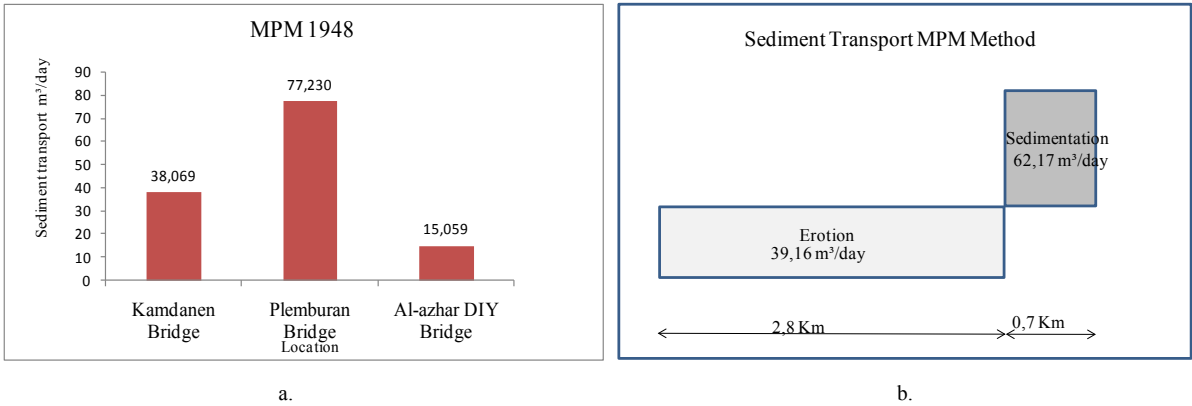 MPM 1948
Sediment transport m³/day
90
80
70
60
50
40
30
20
10
0
38,069
77,230
15,059
Kamdanen
Bridge
Plemburan
Bridge
Al-azhar DIY
Bridge
Location
a.
Sediment Transport MPM Method
Sedimentation
62,17 m³/day
Erotion
39,16 m³/day
2,8 Km
0,7 Km
b.